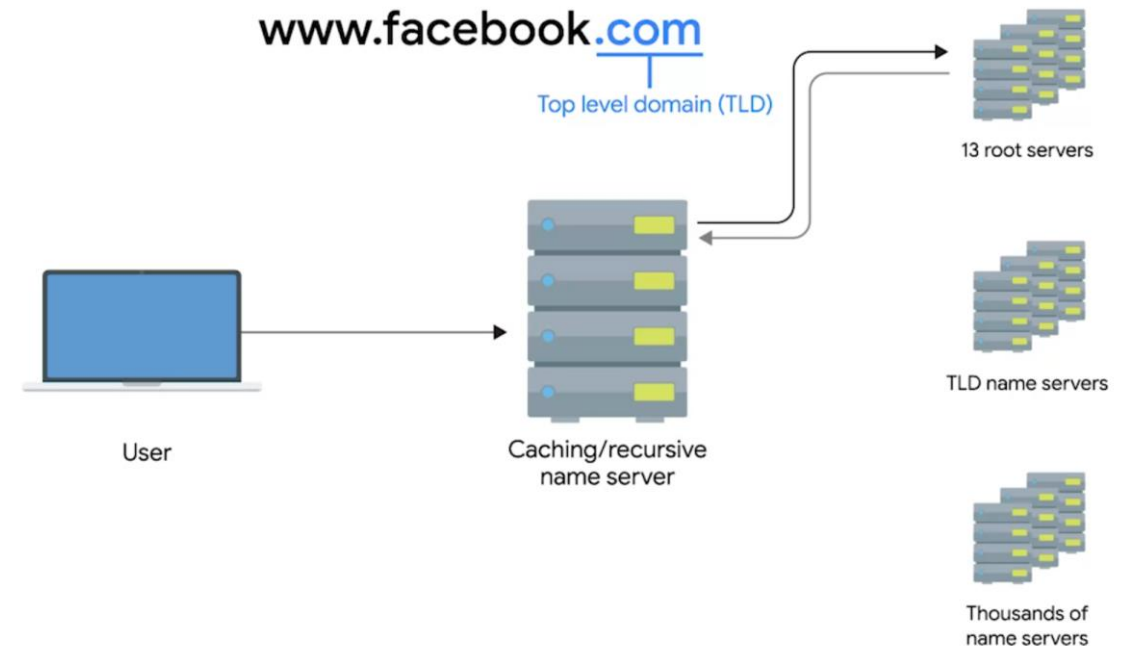 www.facebook.com
Top level domain (TLD)
13 root servers
TLD name servers
User
Caching/recursive
name server
Thousands of
name servers